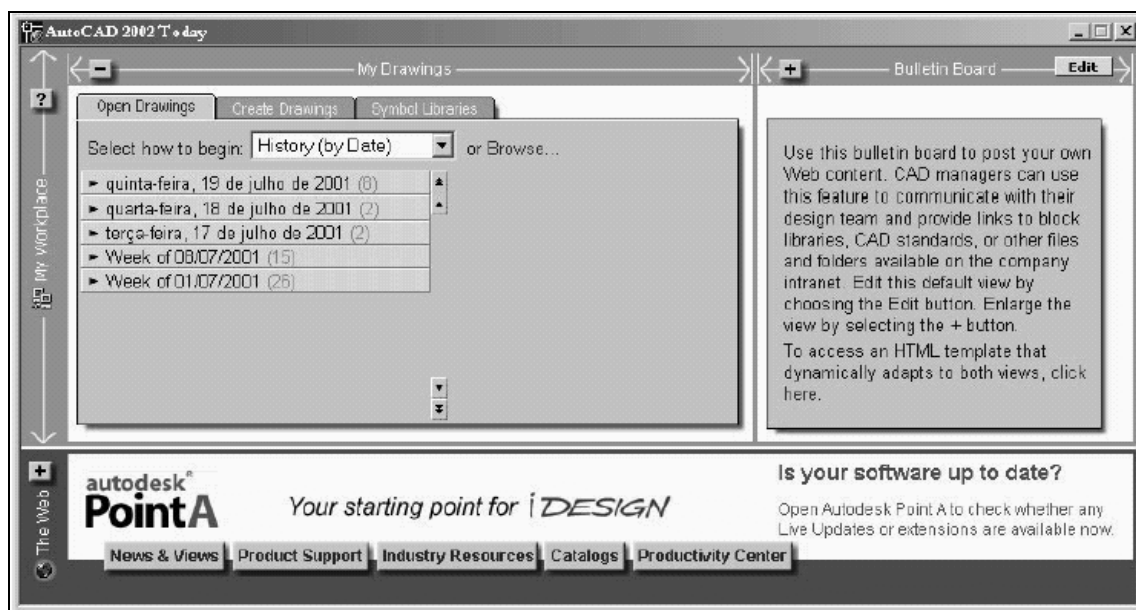 AutoCAD 2002 Today
My Drawings
Bulletin Board
Edit
?
My Workplace
Open Drawings
Create Drawings
Symbol Libraries
Select how to begin: History (by Date) or Browse...
quinta-feira, 19 de julho de 2001 (8)
quarta-feira, 18 de julho de 2001 (2)
terça-feira, 17 de julho de 2001 (2)
Week of 08/07/2001 (15)
Week of 01/07/2001 (26)
Use this bulletin board to post your own
Web content. CAD managers can use
this feature to communicate with their
design team and provide links to block
libraries, CAD standards, or other files
and folders available on the company
intranet. Edit this default view by
choosing the Edit button. Enlarge the
view by selecting the + button.
To access an HTML template that
dynamically adapts to both views, click
here.
The Web
autodesk®
Point A
Your starting point for iDESIGN
Is your software up to date?
Open Autodesk Point A to check whether any
Live Updates or extensions are available now.
News & Views
Product Support
Industry Resources
Catalogs
Productivity Center